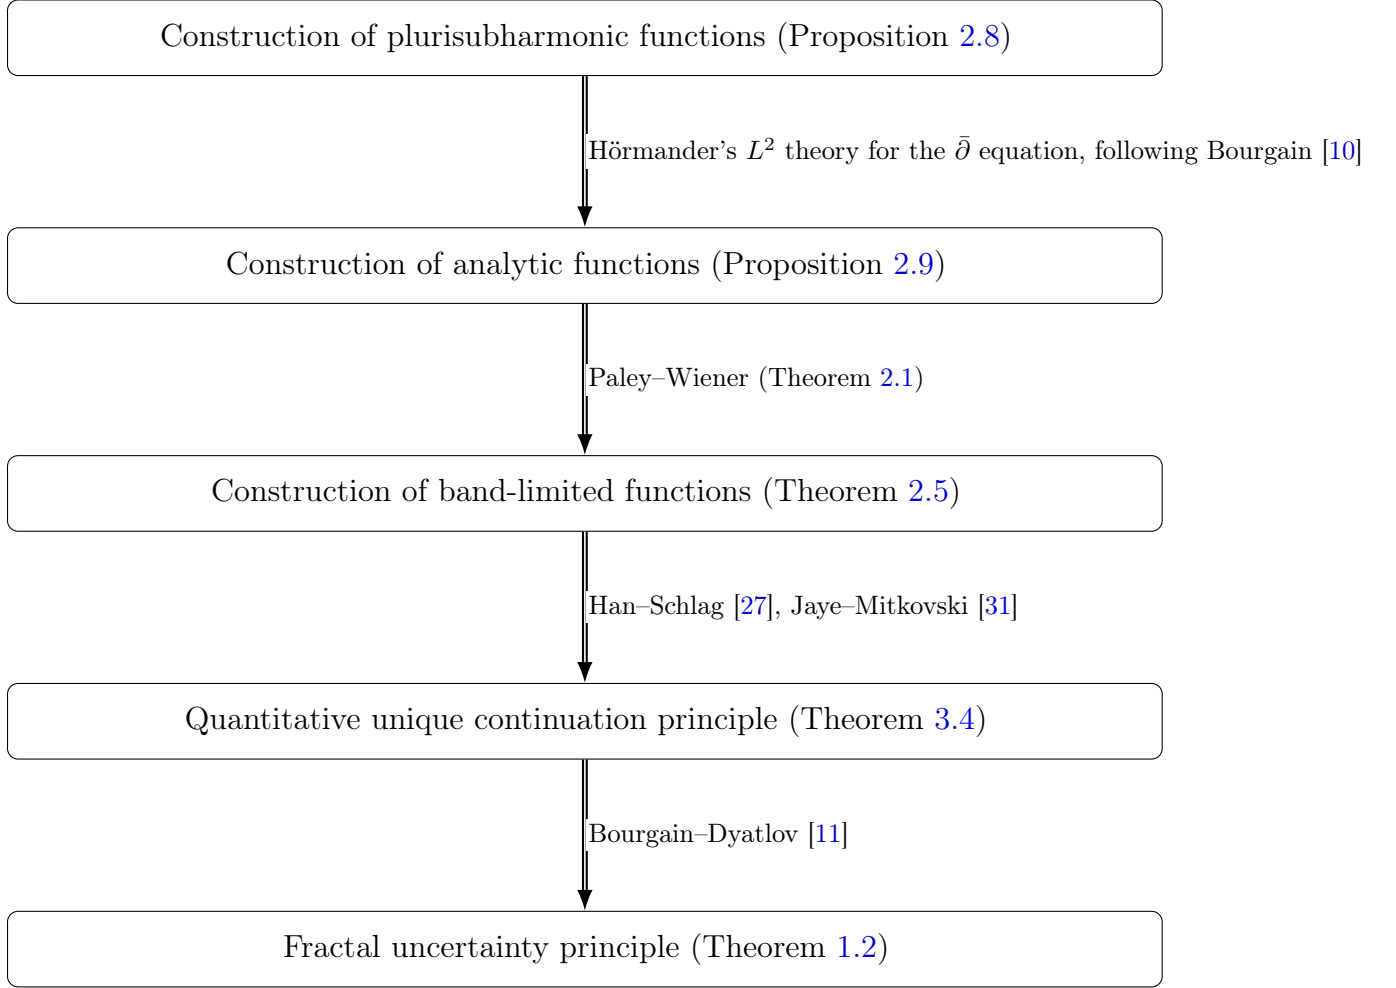 Construction of plurisubharmonic functions (Proposition 2.8)
Hörmander's $L^2$ theory for the $\bar{\partial}$ equation, following Bourgain [10]
Construction of analytic functions (Proposition 2.9)
Paley–Wiener (Theorem 2.1)
Construction of band-limited functions (Theorem 2.5)
Han–Schlag [27], Jaye–Mitkovski [31]
Quantitative unique continuation principle (Theorem 3.4)
Bourgain–Dyatlov [11]
Fractal uncertainty principle (Theorem 1.2)